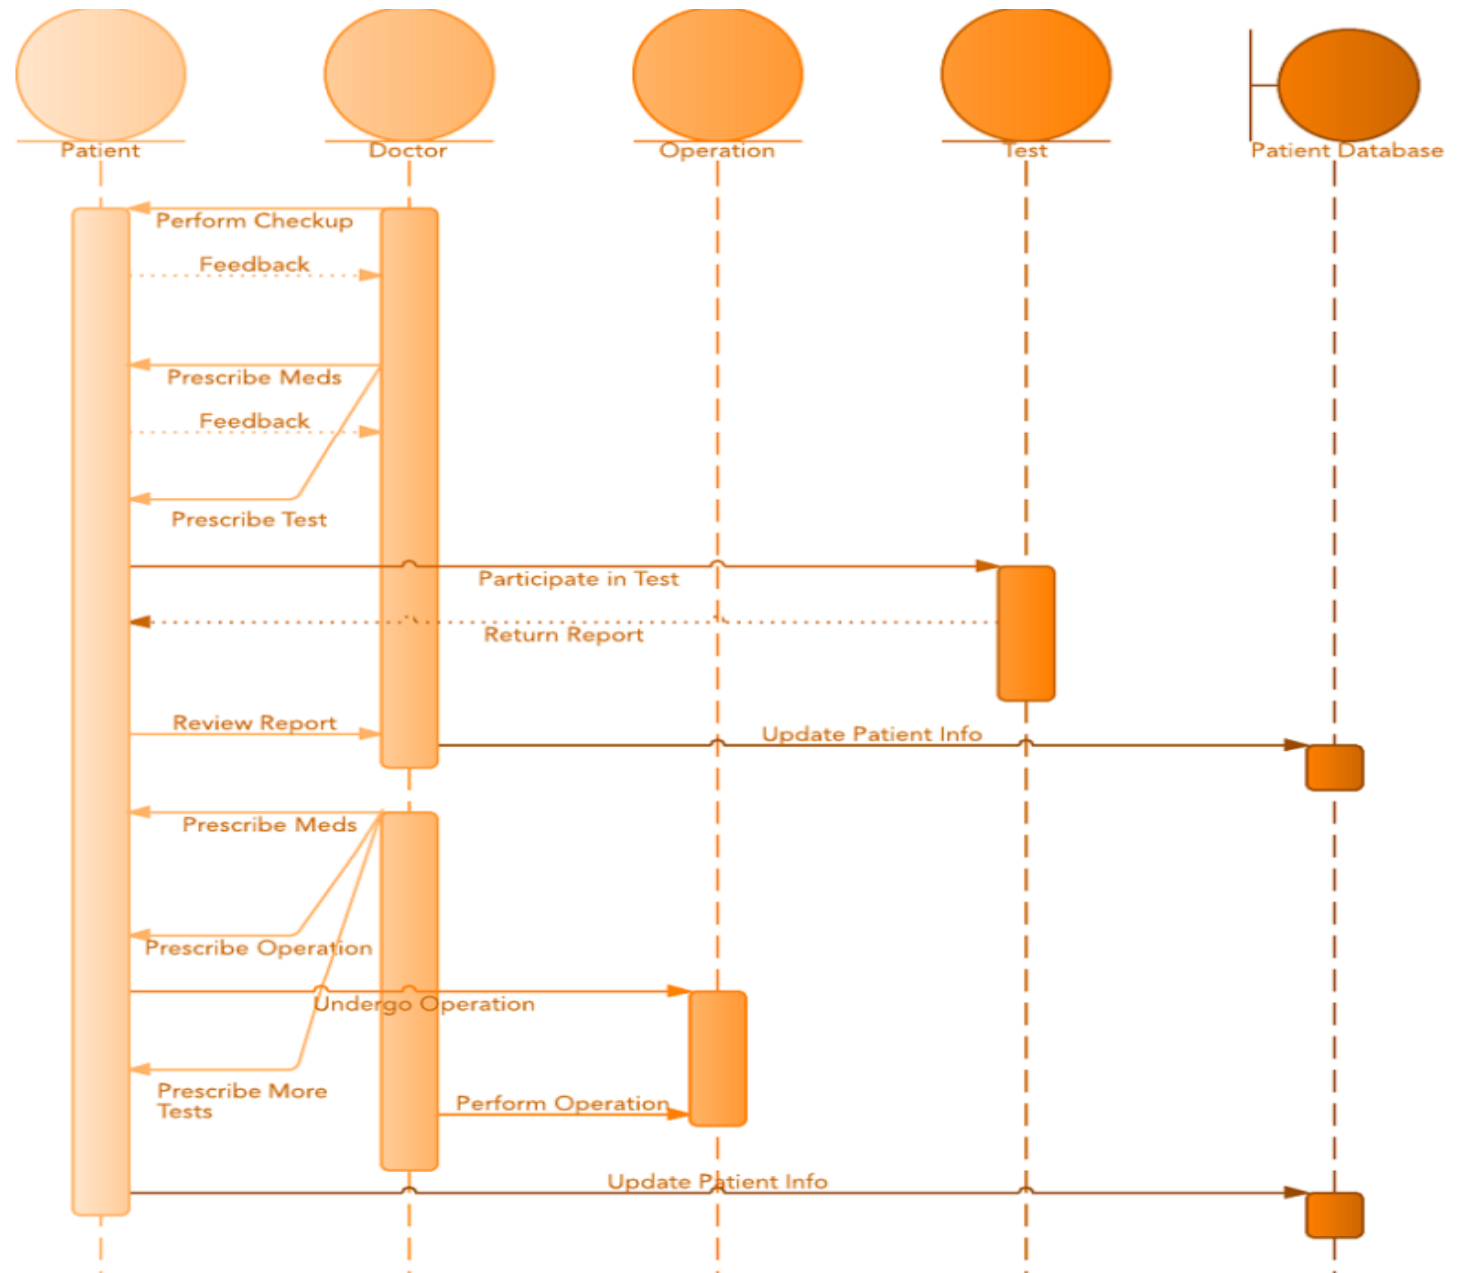 Patient
Doctor
Operation
Test
Patient Database
Perform Checkup
Feedback
Prescribe Meds
Feedback
Prescribe Test
Participate in Test
Return Report
Review Report
Update Patient Info
Prescribe Meds
Prescribe Operation
Undergo Operation
Prescribe More
Tests
Perform Operation
Update Patient Info